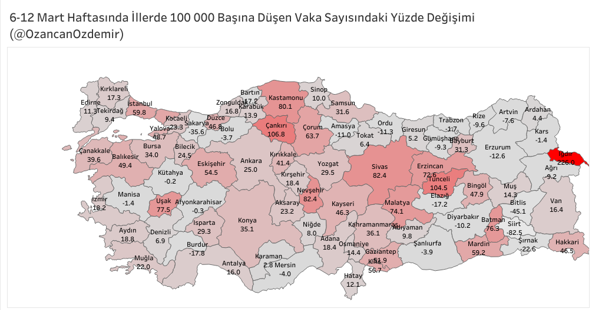 6-12 Mart Haftasında İllerde 100 000 Başına Düşen Vaka Sayısındaki Yüzde Değişimi
(@OzancanOzdemir)
Kırklareli
17.3
Edirne
11.3
Tekirdağ
9.4
İstanbul
59.8
Yalova
48.7
Kocaeli
23.8
Sakarya
-35.6
Düzce
46.8
Zonguldak
16.8
Bartın
17.2
Karabük
13.9
Bolu
-3.7
Kastamonu
80.1
Sinop
10.0
Samsun
31.6
Çankırı
106.8
Çorum
63.7
Amasya
-11.0
Tokat
6.4
Ordu
-11.3
Giresun
5.2
Gümüşhane
-9.3
Trabzon
-1.7
Bayburt
31.3
Rize
-9.6
Artvin
-7.6
Ardahan
4.4
Kars
-1.4
226.0
Ağrı
-9.2
Erzurum
-12.6
Erzincan
Tunceli
104.5
Elazığ
-17.2
Bingöl
47.9
Muş
14.3
Bitlis
-45.1
Van
16.4
Hakkari
46.5
Şırnak
-22.6
Siirt
-82.5
Batman
76.3
Mardin
59.2
Diyarbakır
-10.2
Şanlıurfa
-3.9
Adıyaman
9.8
Malatya
74.1
Sivas
82.4
Kayseri
46.3
Kahramanmaraş
36.1
Gaziantep
56.7
Osmaniye
14.4
Hatay
12.1
Adana
18.4
Mersin
-4.0
Niğde
8.0
Nevşehir
82.4
Kırşehir
18.4
Yozgat
29.5
Kırıkkale
41.4
Ankara
25.0
Aksaray
23.2
Konya
35.1
Karaman
2.8
Antalya
16.0
Isparta
29.3
Burdur
-17.8
Afyonkarahisar
-0.3
Eskişehir
54.5
Bilecik
24.5
Bursa
34.0
Kütahya
-0.2
Uşak
77.5
Denizli
6.9
Muğla
22.0
Aydın
18.8
İzmir
18.2
Manisa
-1.4
Balıkesir
49.4
Çanakkale
39.6